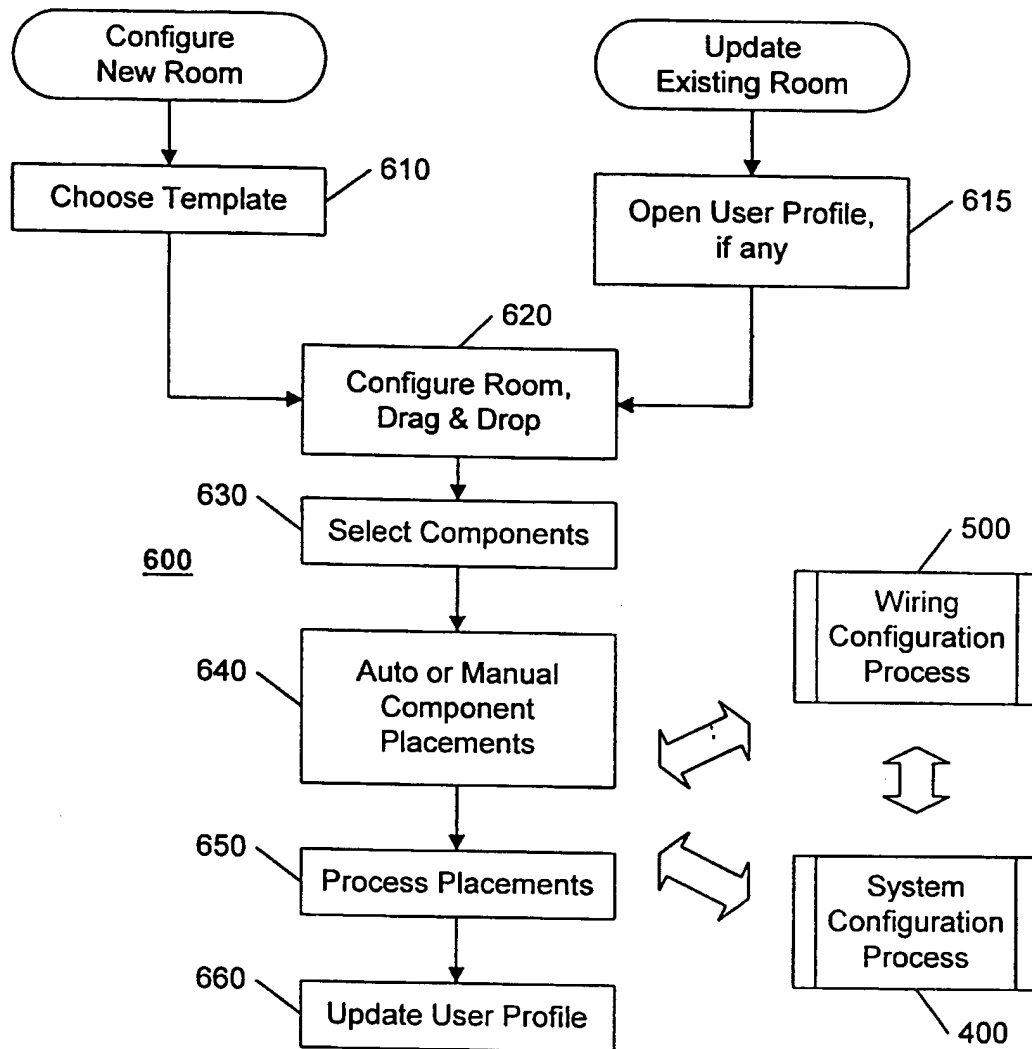 Configure
New Room
Update
Existing Room
610
Choose Template
615
Open User Profile,
if any
620
Configure Room,
Drag & Drop
630
Select Components
600
500
Wiring
Configuration
Process
640
Auto or Manual
Component
Placements
650
Process Placements
System
Configuration
Process
660
Update User Profile
400